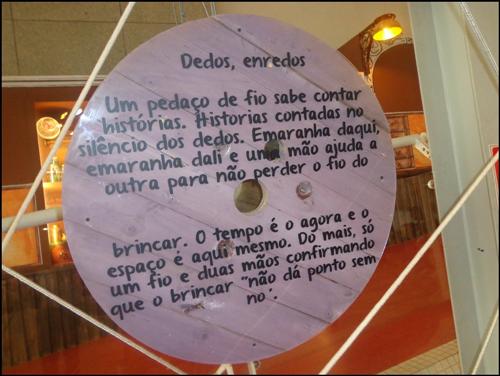 Dedos, enredos
Um pedaço de fio sabe contar
histórias. Historias contadas no
silêncio dos dedos. Emaranha daqui,
emaranha dali e uma mão ajuda a
outra para não perder o fio do
brincar. O tempo é o agora e o
espaço é aqui mesmo. Do mais, só
um fio e duas mãos confirmando
que o brincar "não dá ponto sem
no".